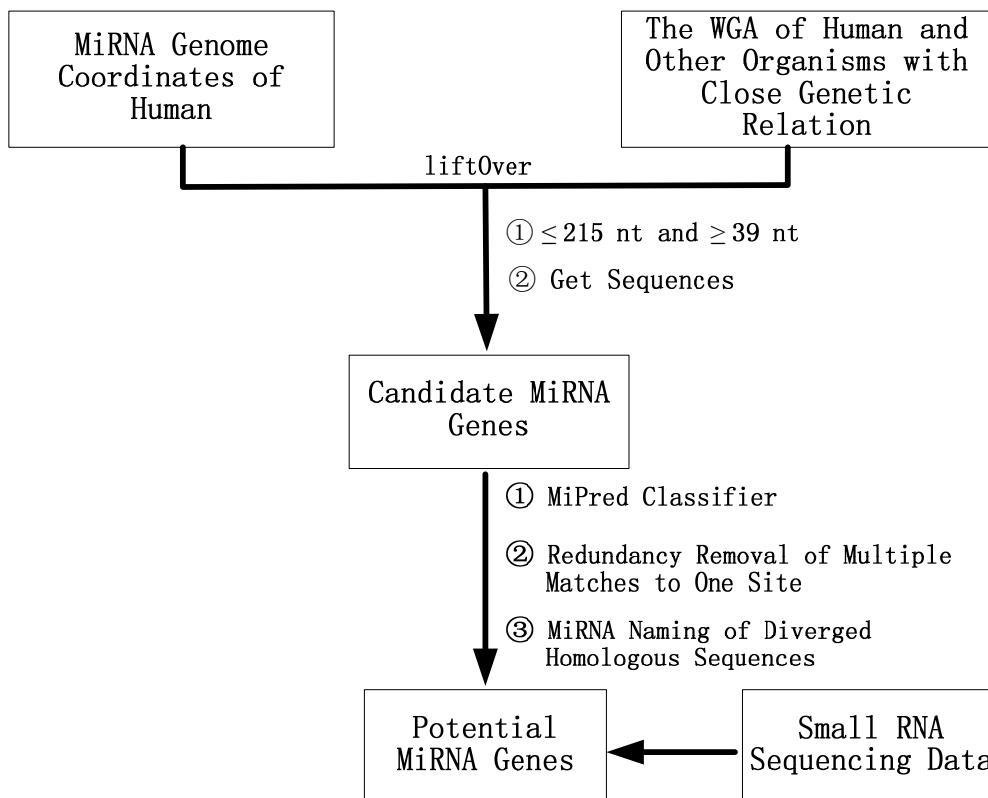 MiRNA Genome
Coordinates of
Human
The WGA of Human and
Other Organisms with
Close Genetic
Relation
liftOver
① ≤215 nt and ≥39 nt
② Get Sequences
Candidate MiRNA
Genes
① MiPred Classifier
② Redundancy Removal of Multiple
Matches to One Site
③ MiRNA Naming of Diverged
Homologous Sequences
Potential
MiRNA Genes
Small RNA
Sequencing Data